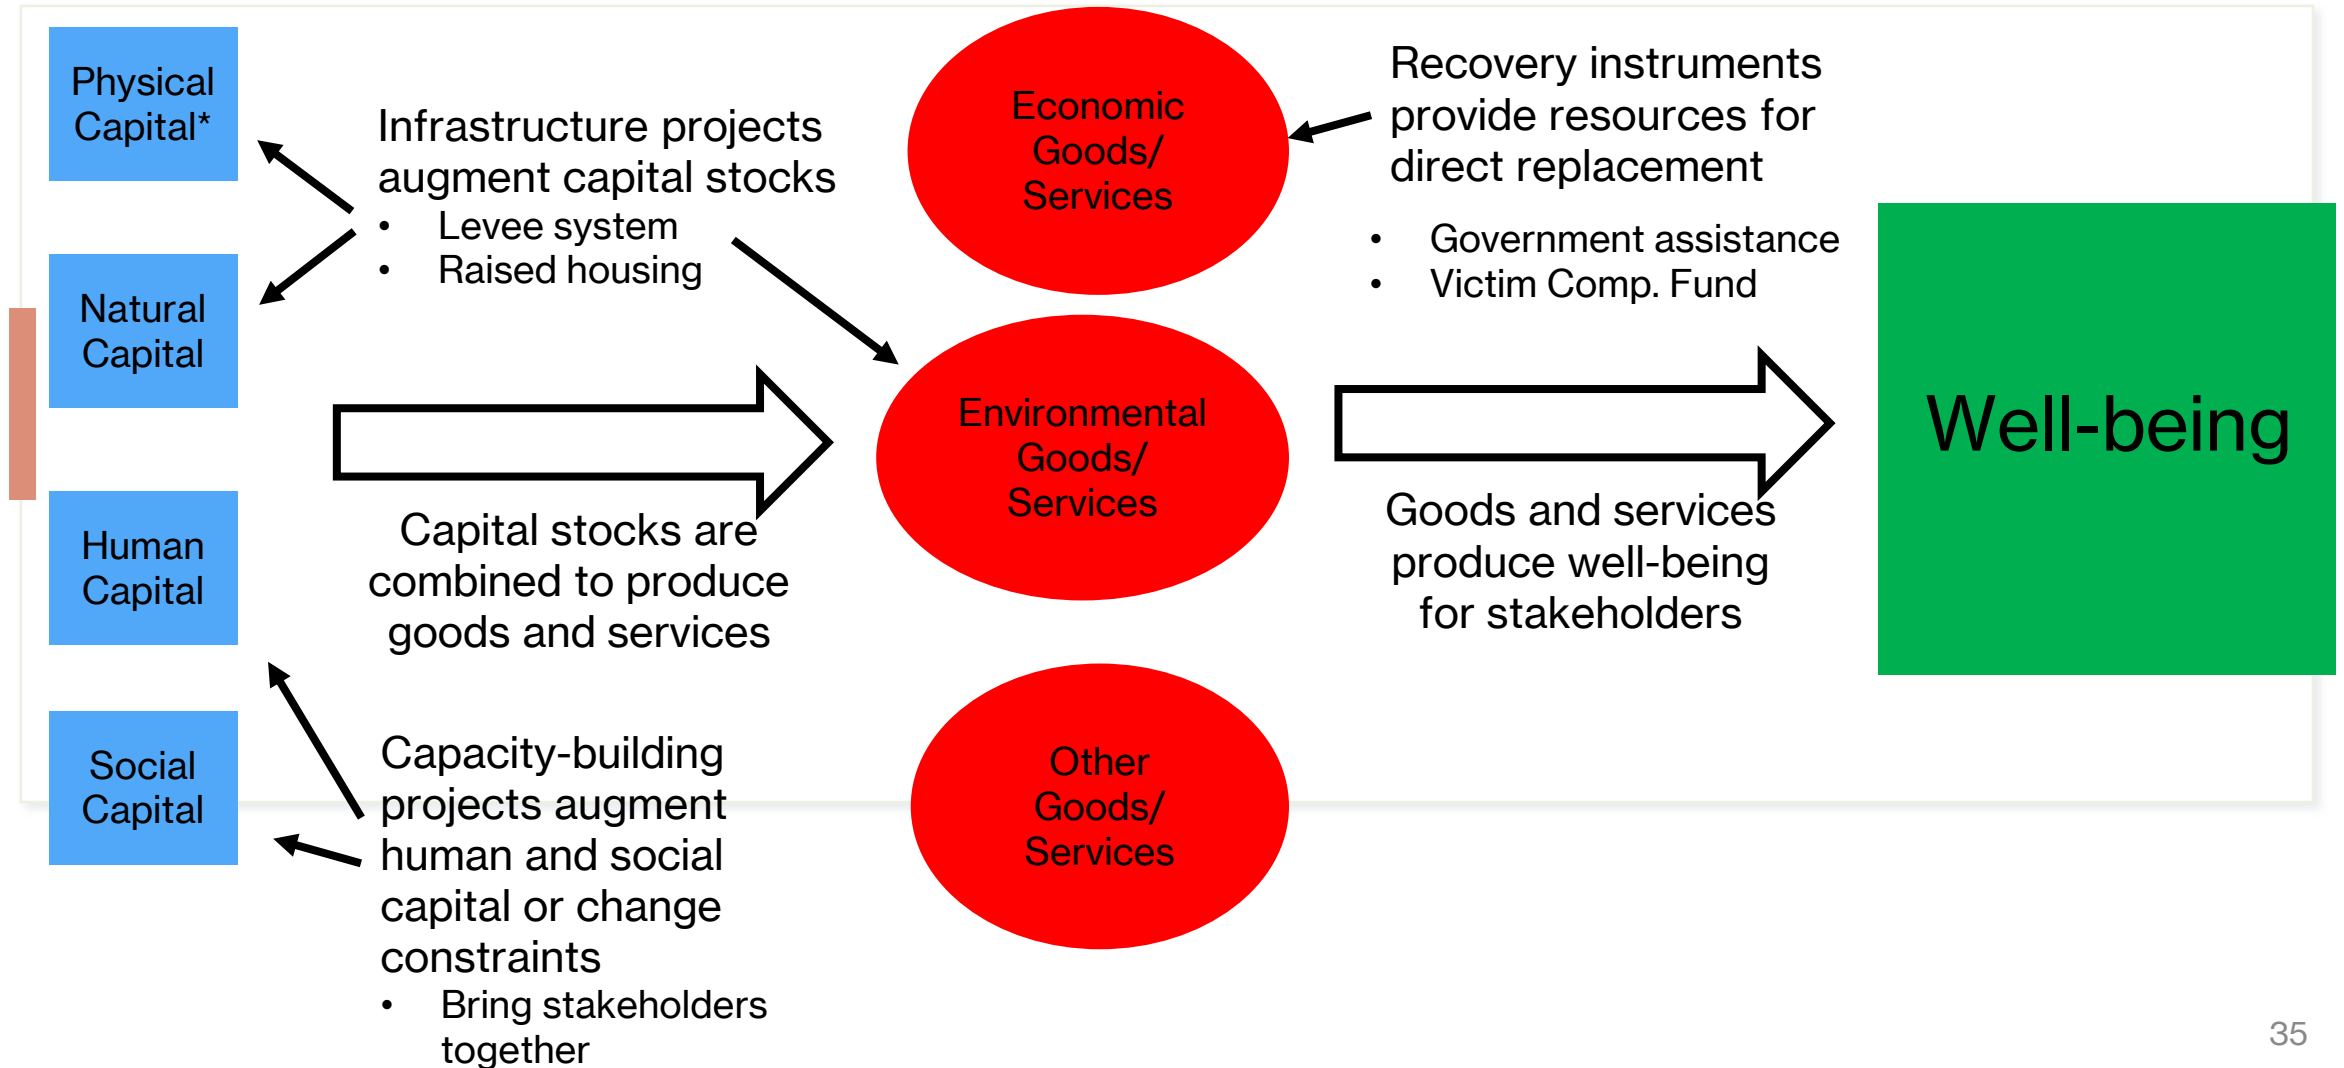 Physical
Capital*
Natural
Capital
Human
Capital
Social
Capital
Infrastructure projects
augment capital stocks
• Levee system
• Raised housing
Capital stocks are
combined to produce
goods and services
Capacity-building
projects augment
human and social
capital or change
constraints
• Bring stakeholders
together
Economic
Goods/
Services
Environmental
Goods/
Services
Other
Goods/
Services
Recovery instruments
provide resources for
direct replacement
• Government assistance
• Victim Comp. Fund
Goods and services
produce well-being
for stakeholders
Well-being
35